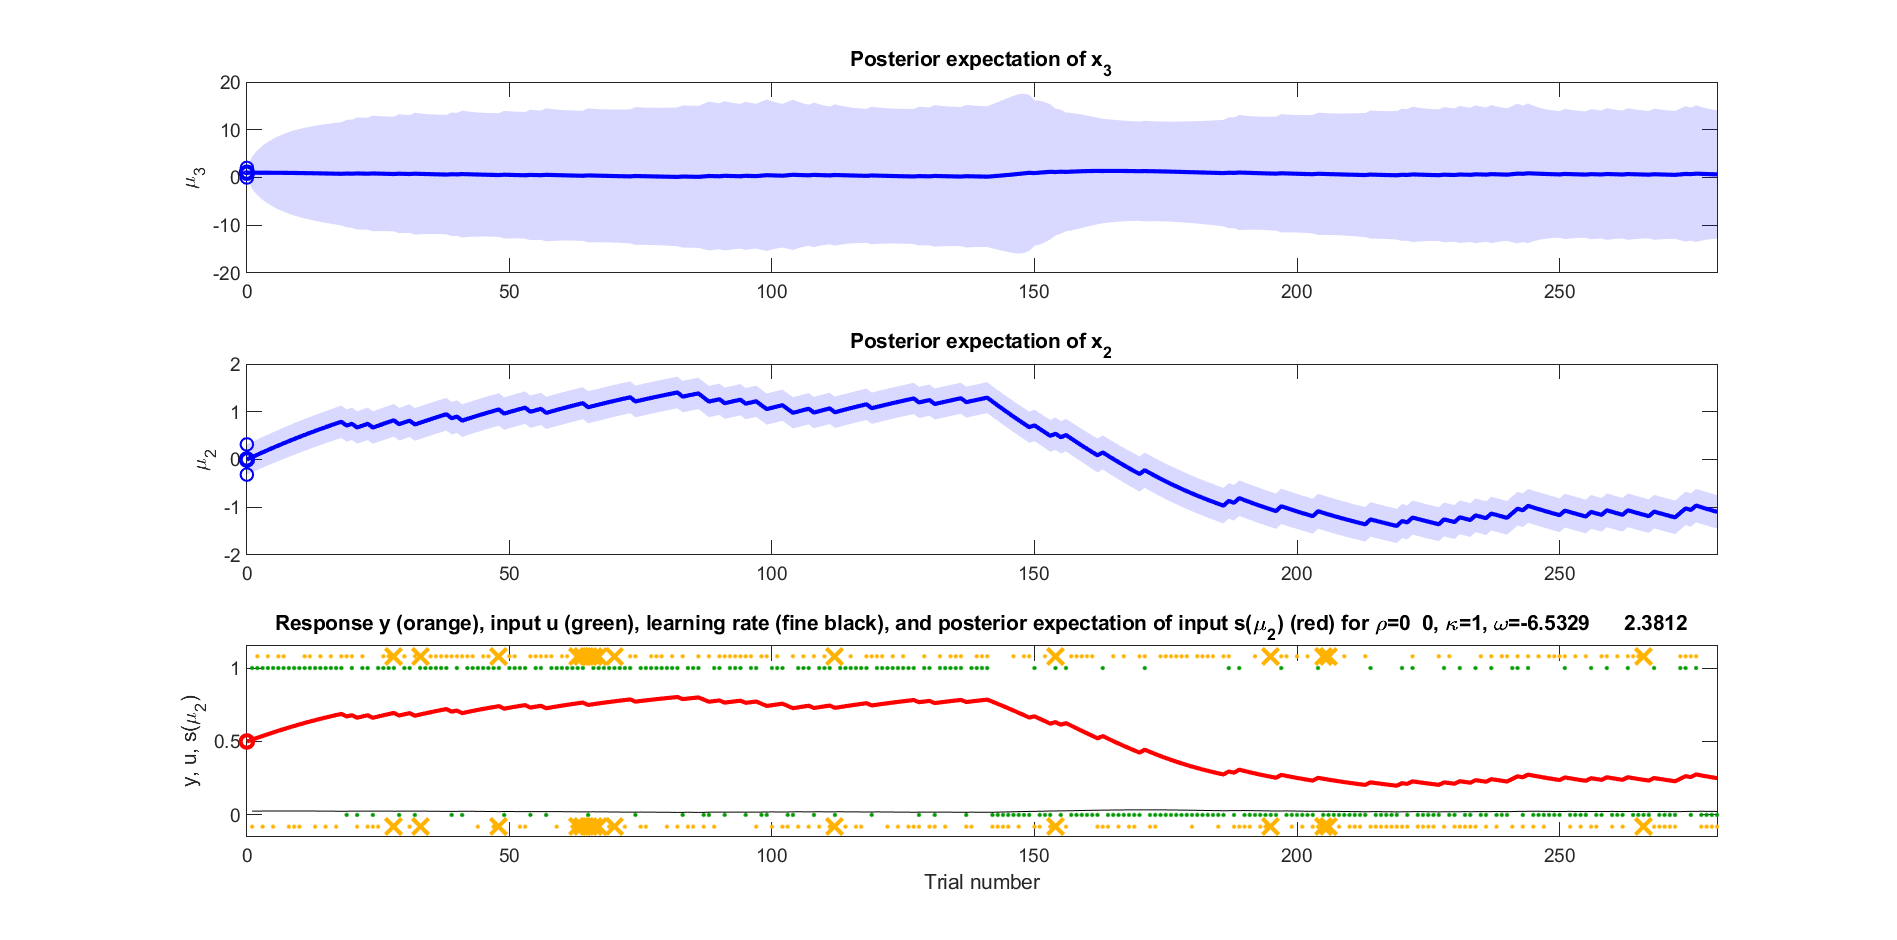 Posterior expectation of x3
20
10
0
-10
-20
μ3
0 50 100 150 200 250
Posterior expectation of x2
2
1
0
-1
-2
μ2
0 50 100 150 200 250
Response y (orange), input u (green), learning rate (fine black), and posterior expectation of input s(μ2) (red) for ρ=0 0, κ=1, ω=-6.5329 2.3812
1
0.5
0
y, u, s(μ2)
0 50 100 150 200 250
Trial number